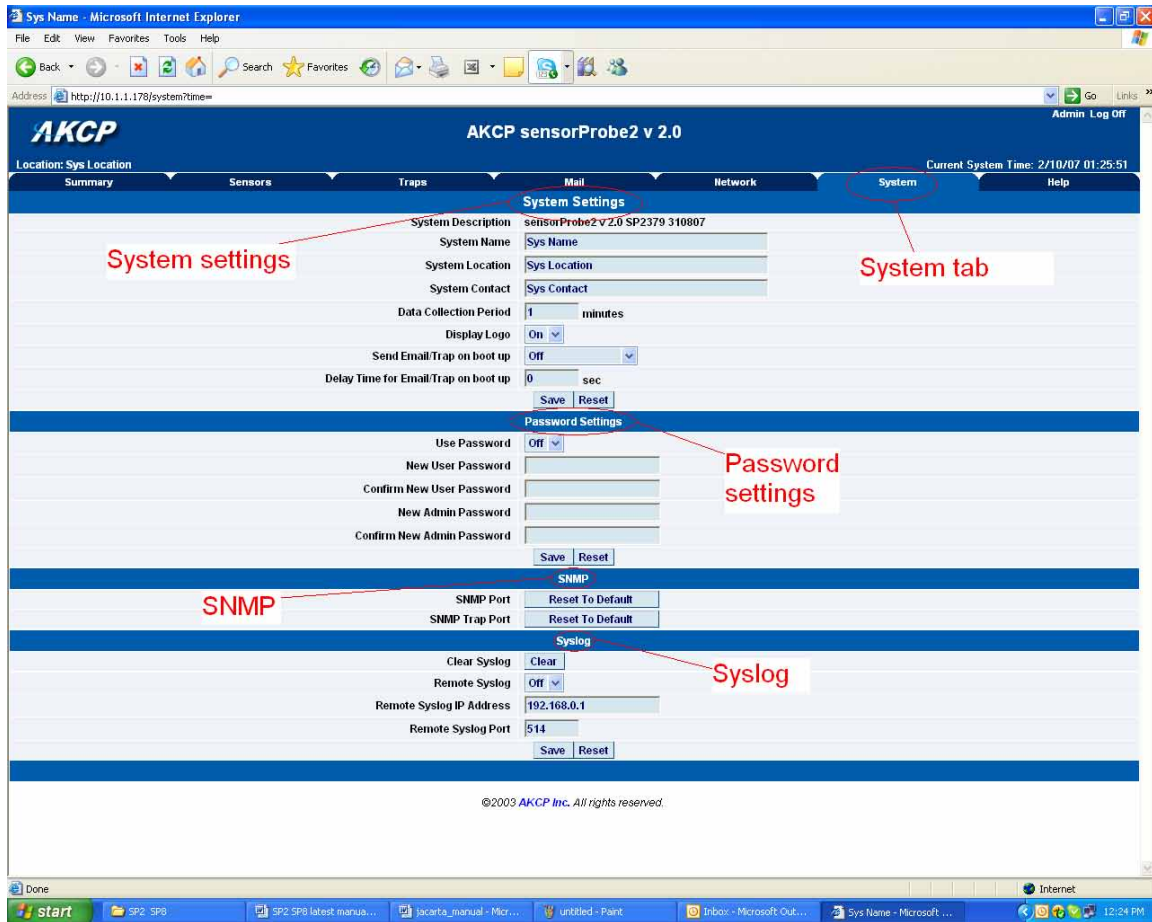 Sys Name - Microsoft Internet Explorer
File Edit View Favorites Tools Help
Back Search Favorites
Address http://10.1.1.178/system?time= Go Links »
Admin Log Off
AKCP AKCP sensorProbe2 v 2.0
Location: Sys Location Current System Time: 2/10/07 01:25:51
Summary Sensors Traps Mail Network System Help
System Settings
System Description sensorProbe2 v 2.0 SP2379 310807
System Name Sys Name
System settings
System Location Sys Location
System tab
System Contact Sys Contact
Data Collection Period 1 minutes
Display Logo On
Send Email/Trap on boot up Off
Delay Time for Email/Trap on boot up 0 sec
Save Reset
Password Settings
Use Password Off
New User Password
Password
settings
Confirm New User Password
New Admin Password
Confirm New Admin Password
Save Reset
SNMP
SNMP
SNMP Port Reset To Default
SNMP Trap Port Reset To Default
Syslog
Clear Syslog Clear
Syslog
Remote Syslog Off
Remote Syslog IP Address 192.168.0.1
Remote Syslog Port 514
Save Reset
©2003 AKCP Inc. All rights reserved.
Done Internet
start SP2 SP8 SP2 SP8 latest manua... jacarta_manual - Micr... untitled - Paint Inbox - Microsoft Out... Sys Name - Microsoft ... 12:24 PM